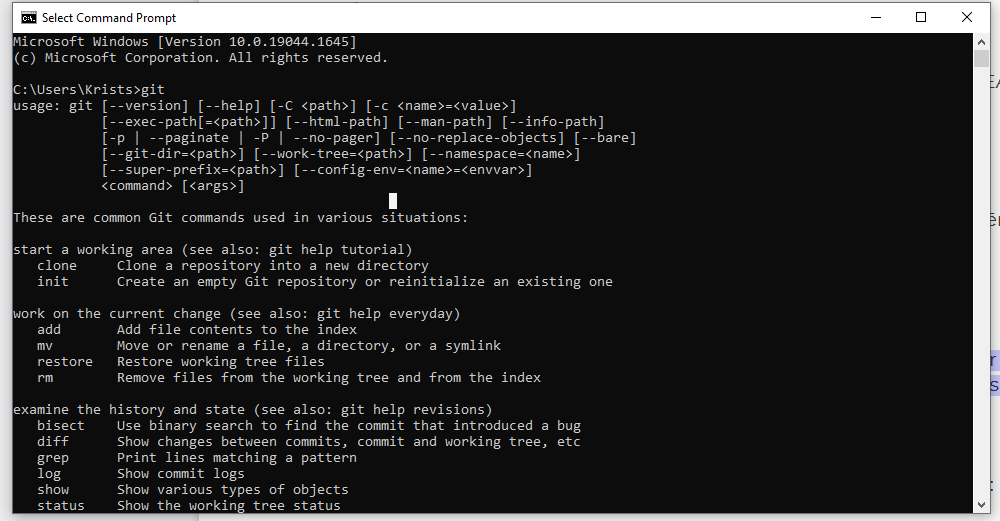 Select Command Prompt
Microsoft Windows [Version 10.0.19044.1645]
(c) Microsoft Corporation. All rights reserved.
C:\Users\Krists>git
usage: git [--version] [--help] [-C <path>] [-c <name>=<value>]
           [--exec-path[=<path>]] [--html-path] [--man-path] [--info-path]
           [-p | --paginate | -P | --no-pager] [--no-replace-objects] [--bare]
           [--git-dir=<path>] [--work-tree=<path>] [--namespace=<name>]
           [--super-prefix=<path>] [--config-env=<name>=<envvar>]
           <command> [<args>]
These are common Git commands used in various situations:
start a working area (see also: git help tutorial)
   clone     Clone a repository into a new directory
   init      Create an empty Git repository or reinitialize an existing one
work on the current change (see also: git help everyday)
   add       Add file contents to the index
   mv        Move or rename a file, a directory, or a symlink
   restore   Restore working tree files
   rm        Remove files from the working tree and from the index
examine the history and state (see also: git help revisions)
   bisect    Use binary search to find the commit that introduced a bug
   diff      Show changes between commits, commit and working tree, etc
   grep      Print lines matching a pattern
   log       Show commit logs
   show      Show various types of objects
   status    Show the working tree status